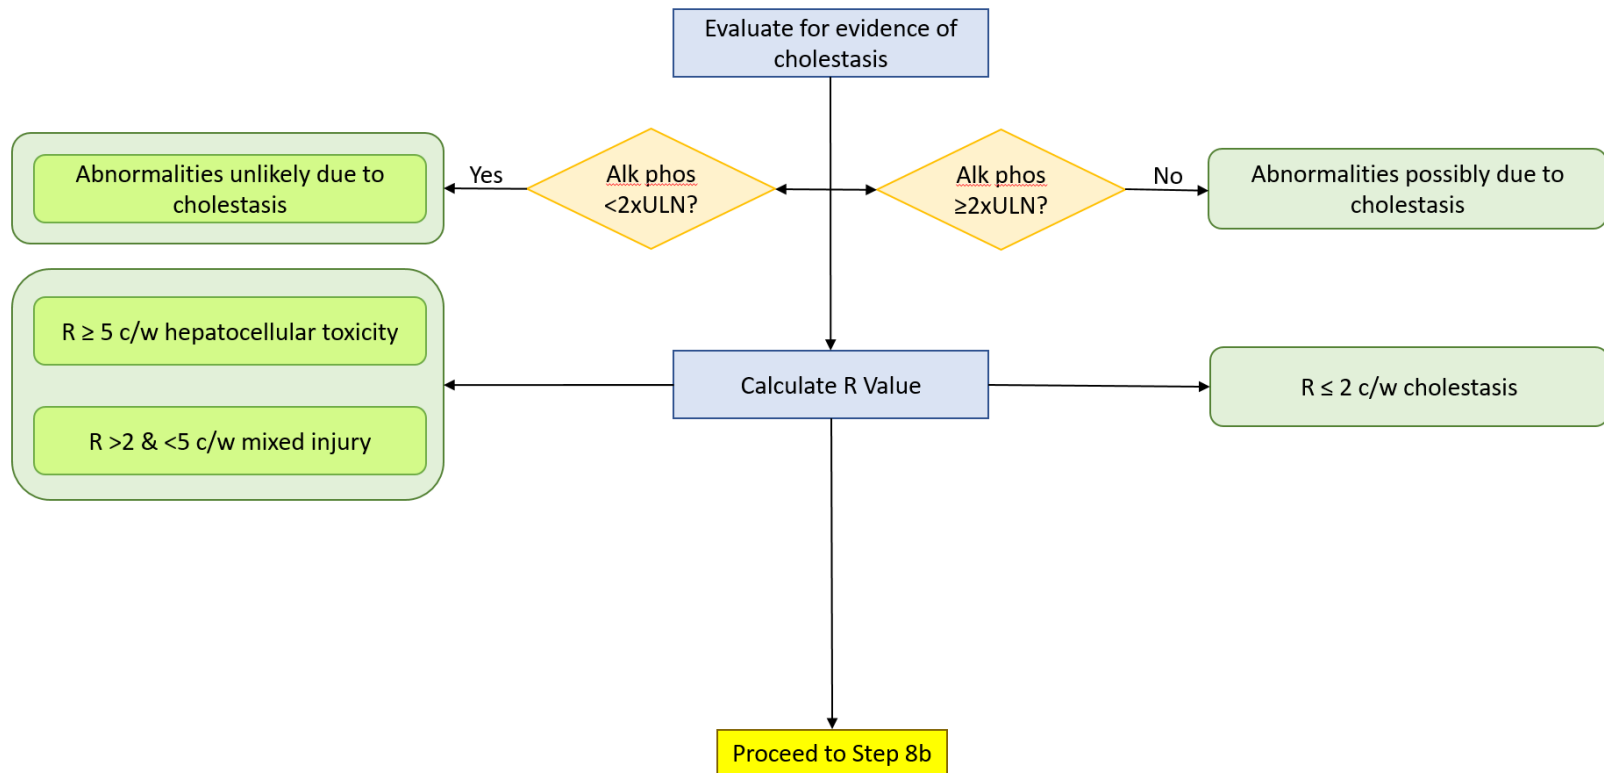 Evaluate for evidence of
cholestasis
Yes
Alk phos
<2xULN?
Alk phos
≥2xULN?
No
Abnormalities unlikely due to
cholestasis
Abnormalities possibly due to
cholestasis
R ≥ 5 c/w hepatocellular toxicity
R >2 & <5 c/w mixed injury
Calculate R Value
R ≤ 2 c/w cholestasis
Proceed to Step 8b